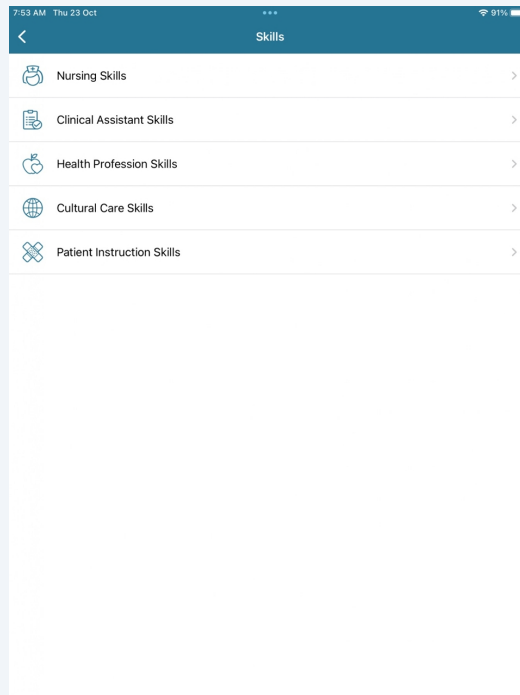 7:53 AM Thu 23 Oct 91%
Skills
Nursing Skills
Clinical Assistant Skills
Health Profession Skills
Cultural Care Skills
Patient Instruction Skills